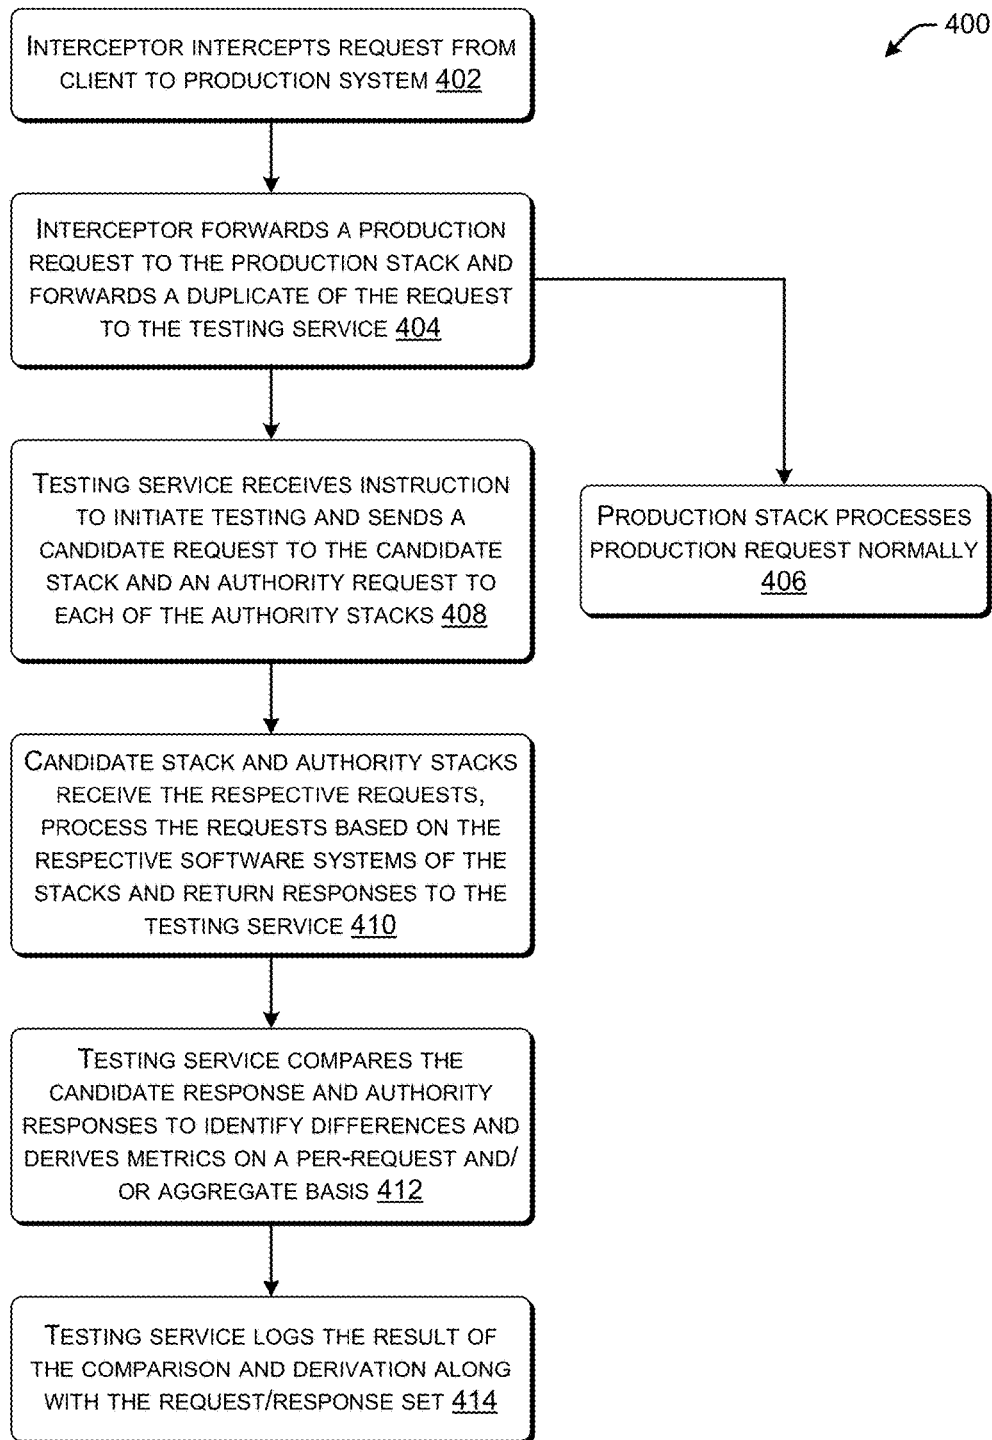 400
INTERCEPTOR INTERCEPTS REQUEST FROM
CLIENT TO PRODUCTION SYSTEM 402
INTERCEPTOR FORWARDS A PRODUCTION
REQUEST TO THE PRODUCTION STACK AND
FORWARDS A DUPLICATE OF THE REQUEST
TO THE TESTING SERVICE 404
TESTING SERVICE RECEIVES INSTRUCTION
TO INITIATE TESTING AND SENDS A
CANDIDATE REQUEST TO THE CANDIDATE
STACK AND AN AUTHORITY REQUEST TO
EACH OF THE AUTHORITY STACKS 408
PRODUCTION STACK PROCESSES
PRODUCTION REQUEST NORMALLY
406
CANDIDATE STACK AND AUTHORITY STACKS
RECEIVE THE RESPECTIVE REQUESTS,
PROCESS THE REQUESTS BASED ON THE
RESPECTIVE SOFTWARE SYSTEMS OF THE
STACKS AND RETURN RESPONSES TO THE
TESTING SERVICE 410
TESTING SERVICE COMPARES THE
CANDIDATE RESPONSE AND AUTHORITY
RESPONSES TO IDENTIFY DIFFERENCES AND
DERIVES METRICS ON A PER-REQUEST AND/
OR AGGREGATE BASIS 412
TESTING SERVICE LOGS THE RESULT OF
THE COMPARISON AND DERIVATION ALONG
WITH THE REQUEST/RESPONSE SET 414